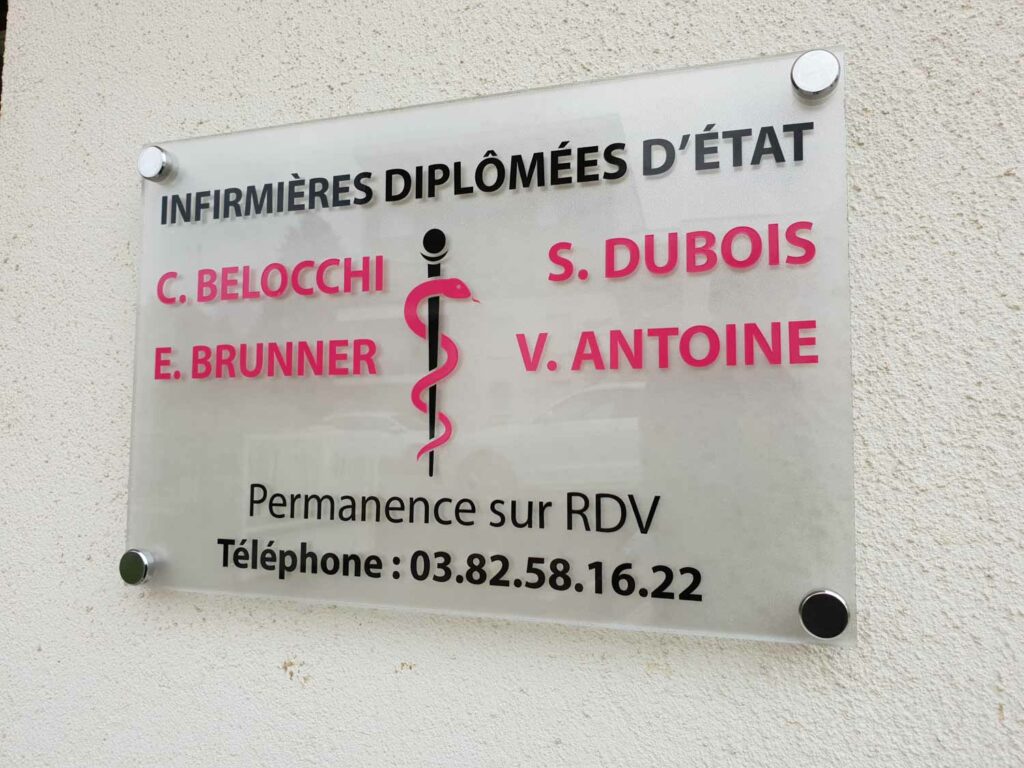 INFIRMIÈRES DIPLÔMÉES D'ÉTAT
C. BELOCCHI
S. DUBOIS
E. BRUNNER
V. ANTOINE
Permanence sur RDV
Téléphone : 03.82.58.16.22